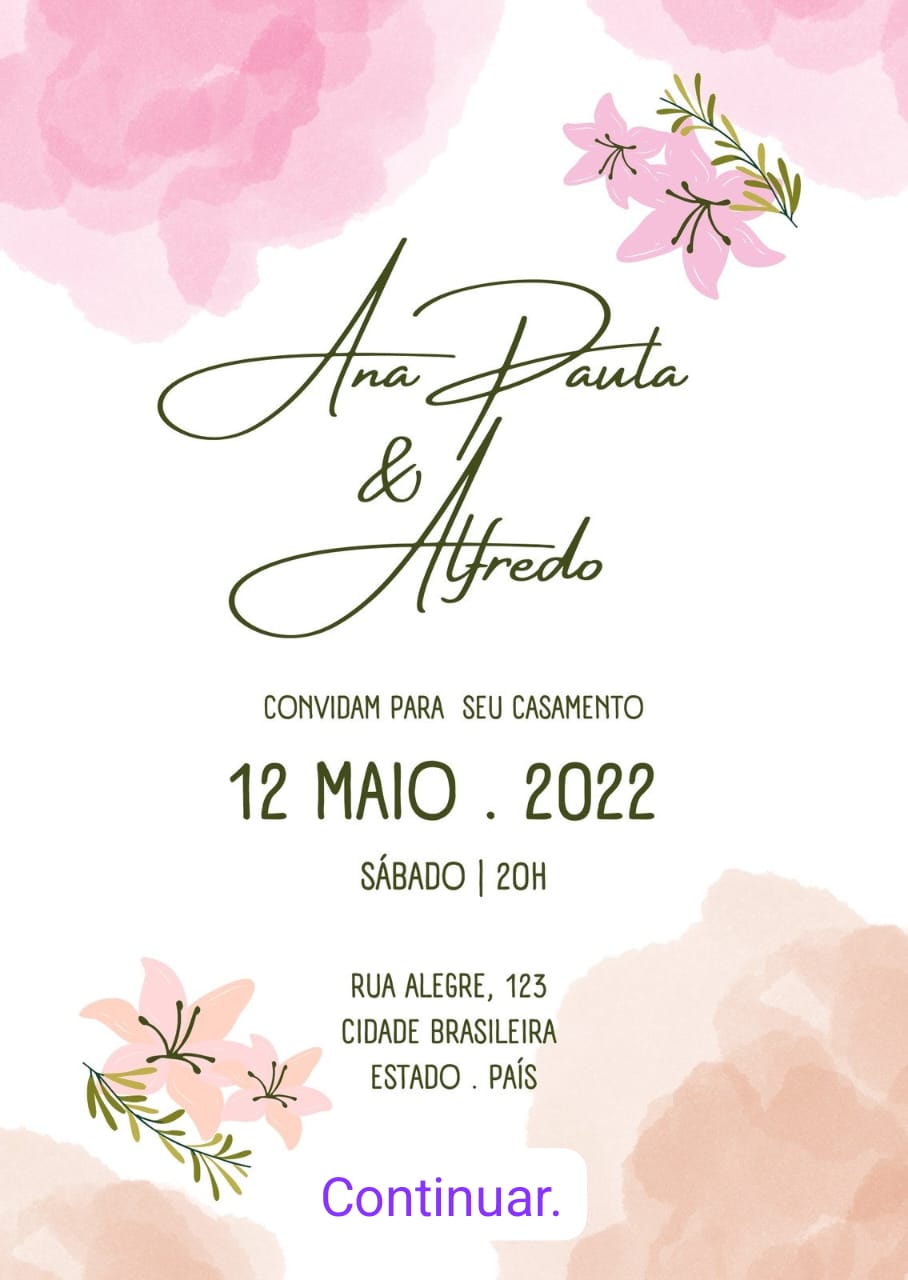 Ana Paula
&
Alfredo
CONVIDAM PARA SEU CASAMENTO
12 MAIO . 2022
SÁBADO | 20H
RUA ALEGRE, 123
CIDADE BRASILEIRA
ESTADO . PAÍS
Continuar.